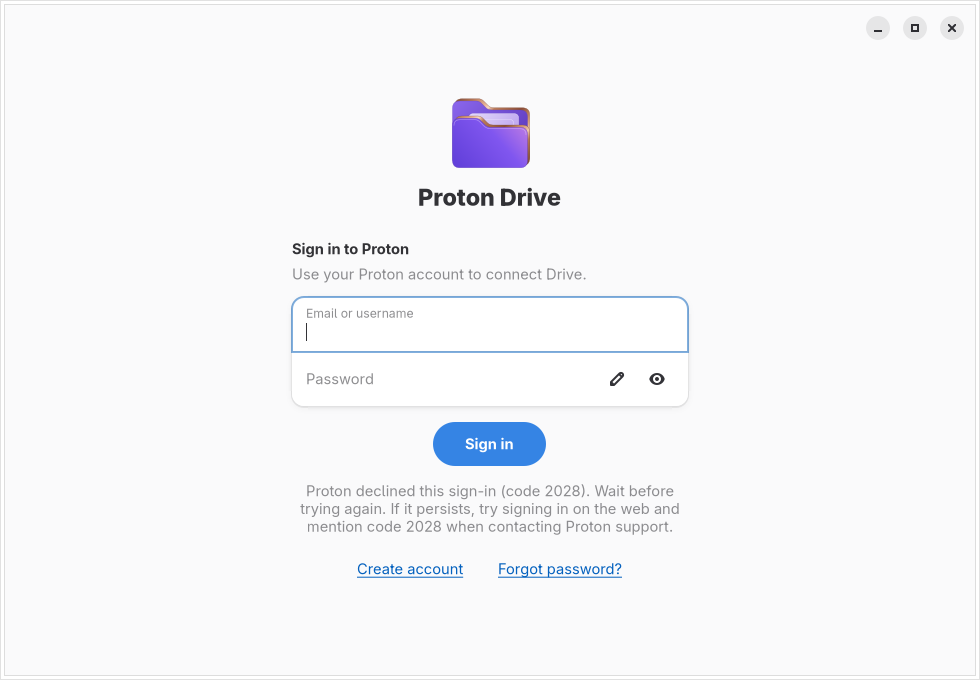 Proton Drive
Sign in to Proton
Use your Proton account to connect Drive.
Email or username
Password
Sign in
Proton declined this sign-in (code 2028). Wait before
trying again. If it persists, try signing in on the web and
mention code 2028 when contacting Proton support.
Create account
Forgot password?